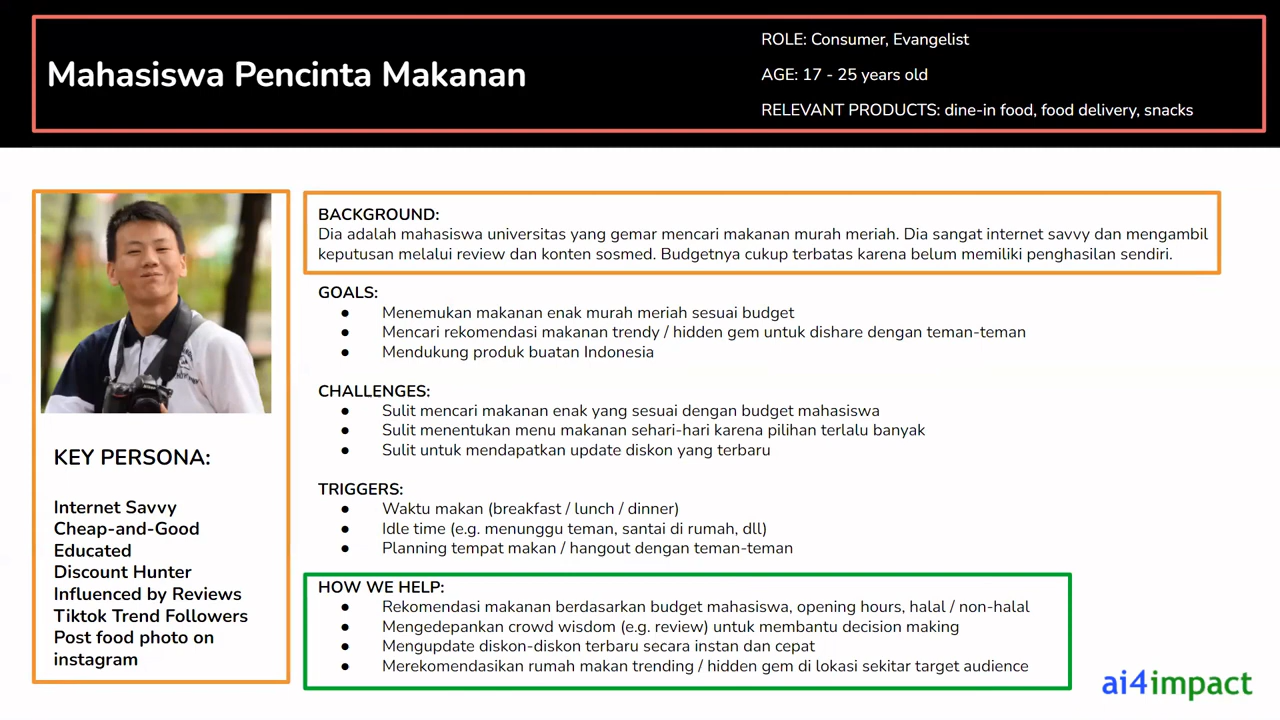 Mahasiswa Pencinta Makanan
ROLE: Consumer, Evangelist
AGE: 17 - 25 years old
RELEVANT PRODUCTS: dine-in food, food delivery, snacks
KEY PERSONA:
Internet Savvy
Cheap-and-Good
Educated
Discount Hunter
Influenced by Reviews
Tiktok Trend Followers
Post food photo on
instagram
BACKGROUND:
Dia adalah mahasiswa universitas yang gemar mencari makanan murah meriah. Dia sangat internet savvy dan mengambil
keputusan melalui review dan konten sosmed. Budgetnya cukup terbatas karena belum memiliki penghasilan sendiri.
GOALS:
● Menemukan makanan enak murah meriah sesuai budget
● Mencari rekomendasi makanan trendy / hidden gem untuk dishare dengan teman-teman
● Mendukung produk buatan Indonesia
CHALLENGES:
● Sulit mencari makanan enak yang sesuai dengan budget mahasiswa
● Sulit menentukan menu makanan sehari-hari karena pilihan terlalu banyak
● Sulit untuk mendapatkan update diskon yang terbaru
TRIGGERS:
● Waktu makan (breakfast / lunch / dinner)
● Idle time (e.g. menunggu teman, santai di rumah, dll)
● Planning tempat makan / hangout dengan teman-teman
HOW WE HELP:
● Rekomendasi makanan berdasarkan budget mahasiswa, opening hours, halal / non-halal
● Mengedepankan crowd wisdom (e.g. review) untuk membantu decision making
● Mengupdate diskon-diskon terbaru secara instan dan cepat
● Merekomendasikan rumah makan trending / hidden gem di lokasi sekitar target audience
ai4impact